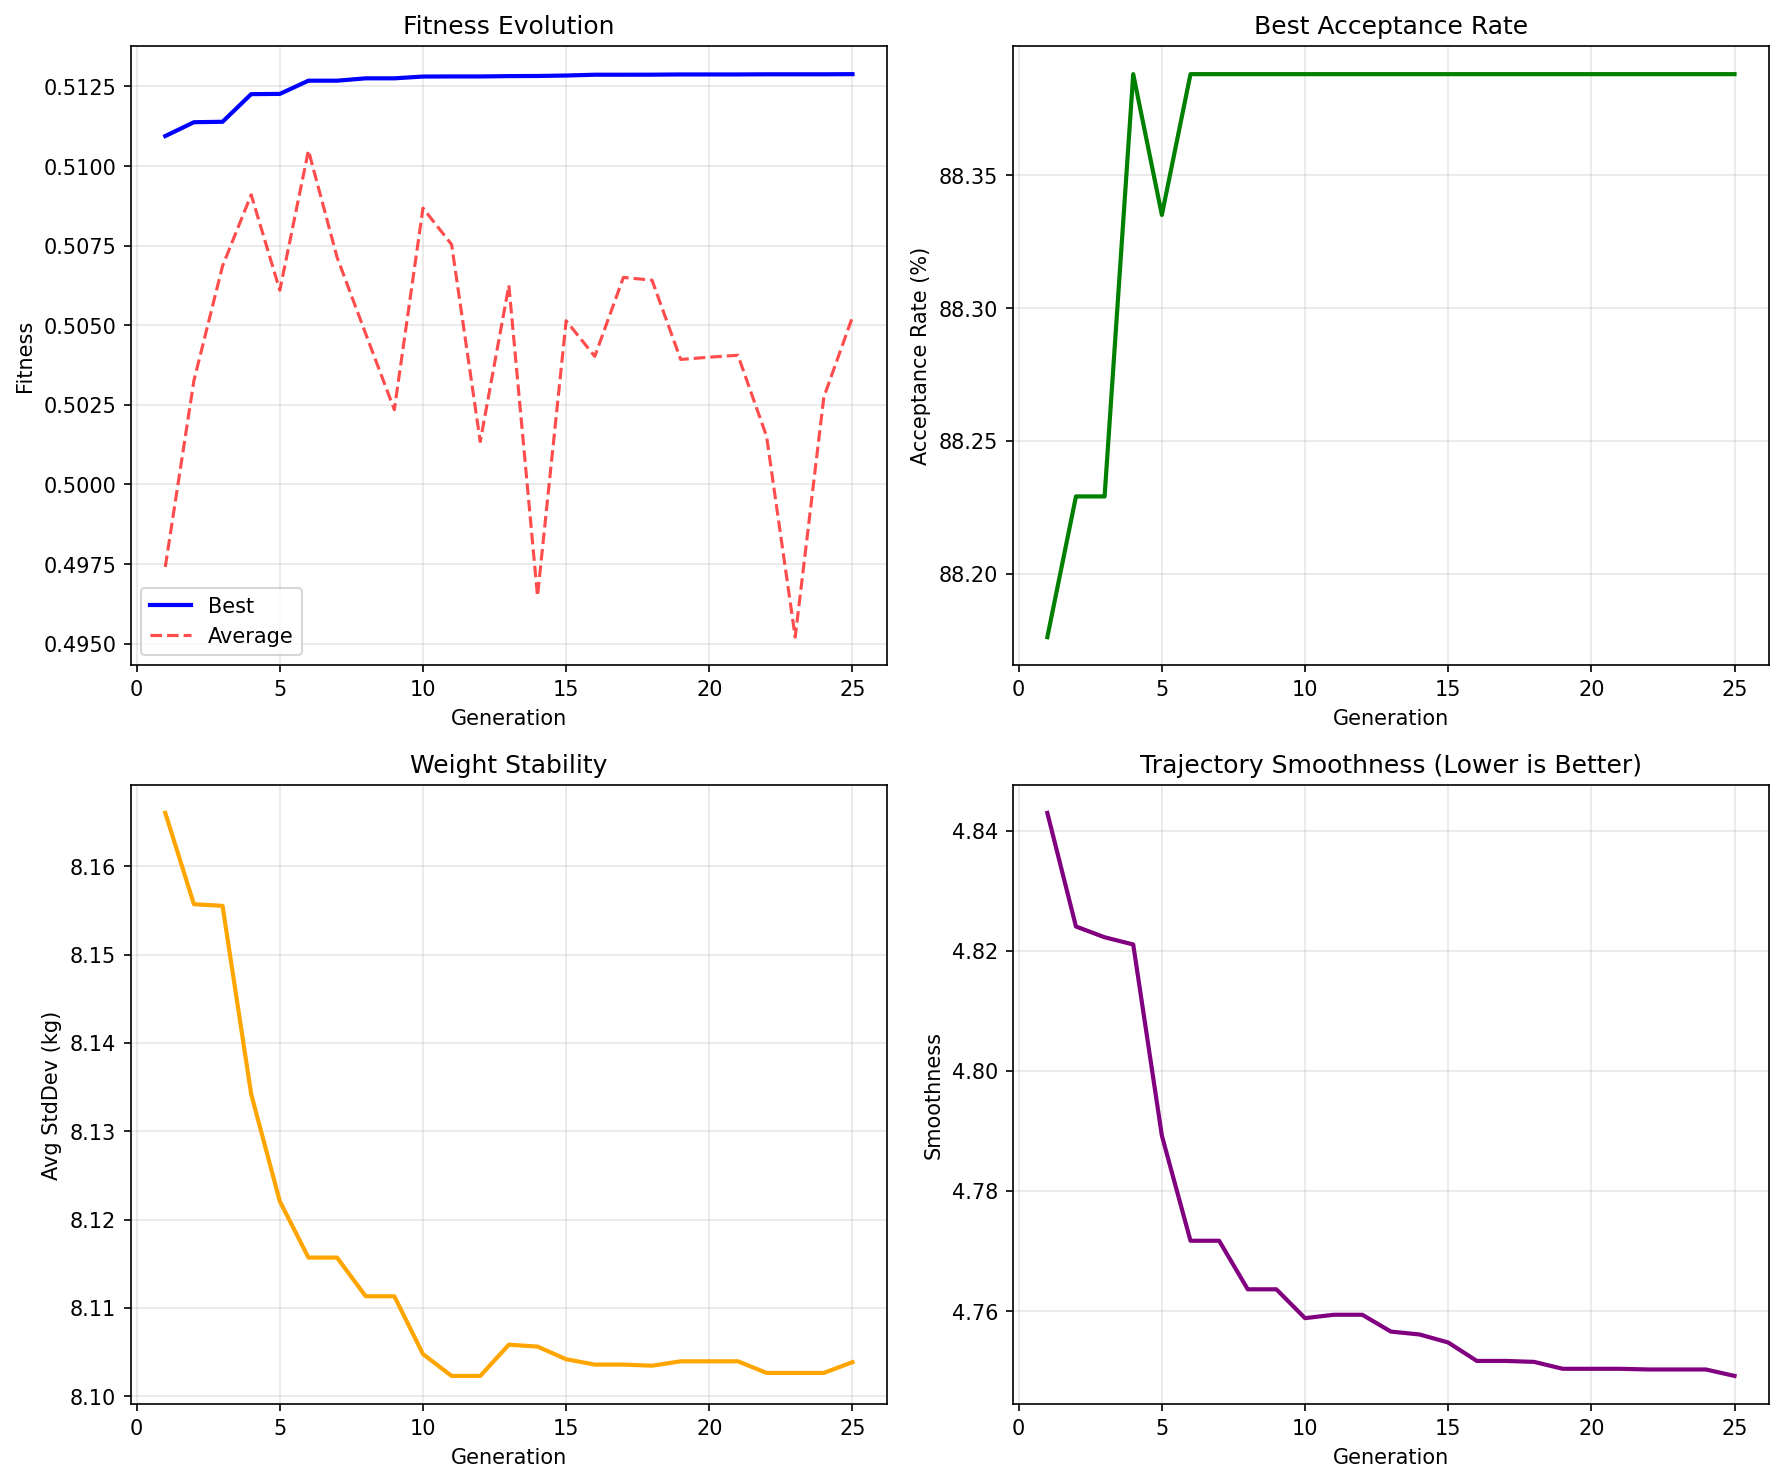 Fitness Evolution
0.5125
0.5100
0.5075
0.5050
0.5025
0.5000
0.4975
0.4950
Fitness
Best
Average
0 5 10 15 20 25
Generation
Best Acceptance Rate
88.35
88.30
88.25
88.20
Acceptance Rate (%)
0 5 10 15 20 25
Generation
Weight Stability
8.16
8.15
8.14
8.13
8.12
8.11
8.10
Avg StdDev (kg)
0 5 10 15 20 25
Generation
Trajectory Smoothness (Lower is Better)
4.84
4.82
4.80
4.78
4.76
Smoothness
0 5 10 15 20 25
Generation